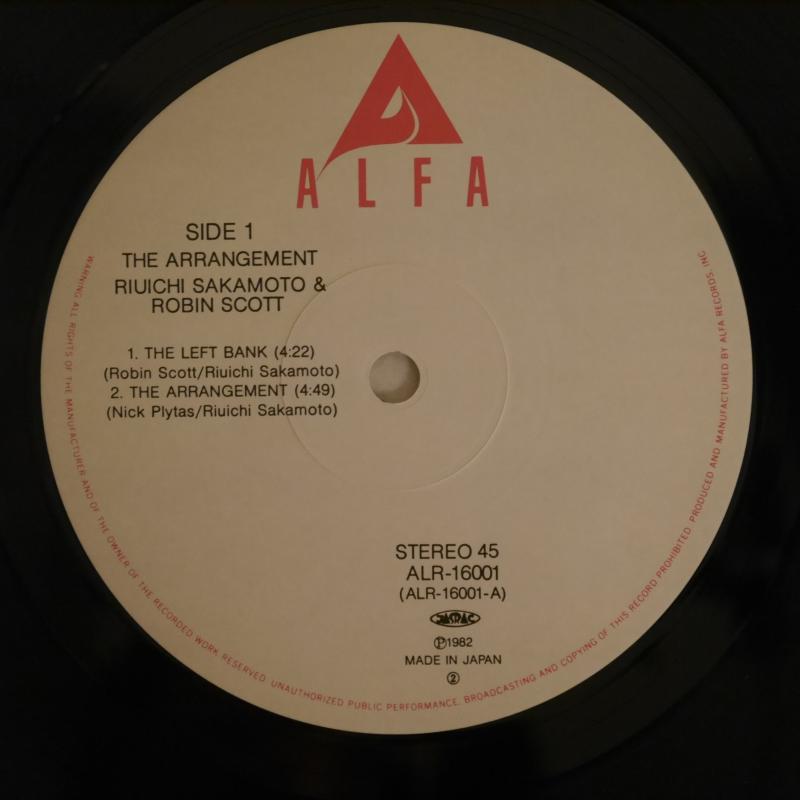 ALFA
SIDE 1
THE ARRANGEMENT
RIUICHI SAKAMOTO &
ROBIN SCOTT
1. THE LEFT BANK (4:22)
(Robin Scott/Riuichi Sakamoto)
2. THE ARRANGEMENT (4:49)
(Nick Plytas/Riuichi Sakamoto)
STEREO 45
ALR-16001
(ALR-16001-A)
JASRAC
Ⓟ1982
MADE IN JAPAN
②
WARNING ALL RIGHTS OF THE MANUFACTURER AND OF THE OWNER OF THE RECORDED WORK RESERVED. UNAUTHORIZED PUBLIC PERFORMANCE, BROADCASTING AND COPYING OF THIS RECORD PROHIBITED. PRODUCED AND MANUFACTURED BY ALFA RECORDS, INC